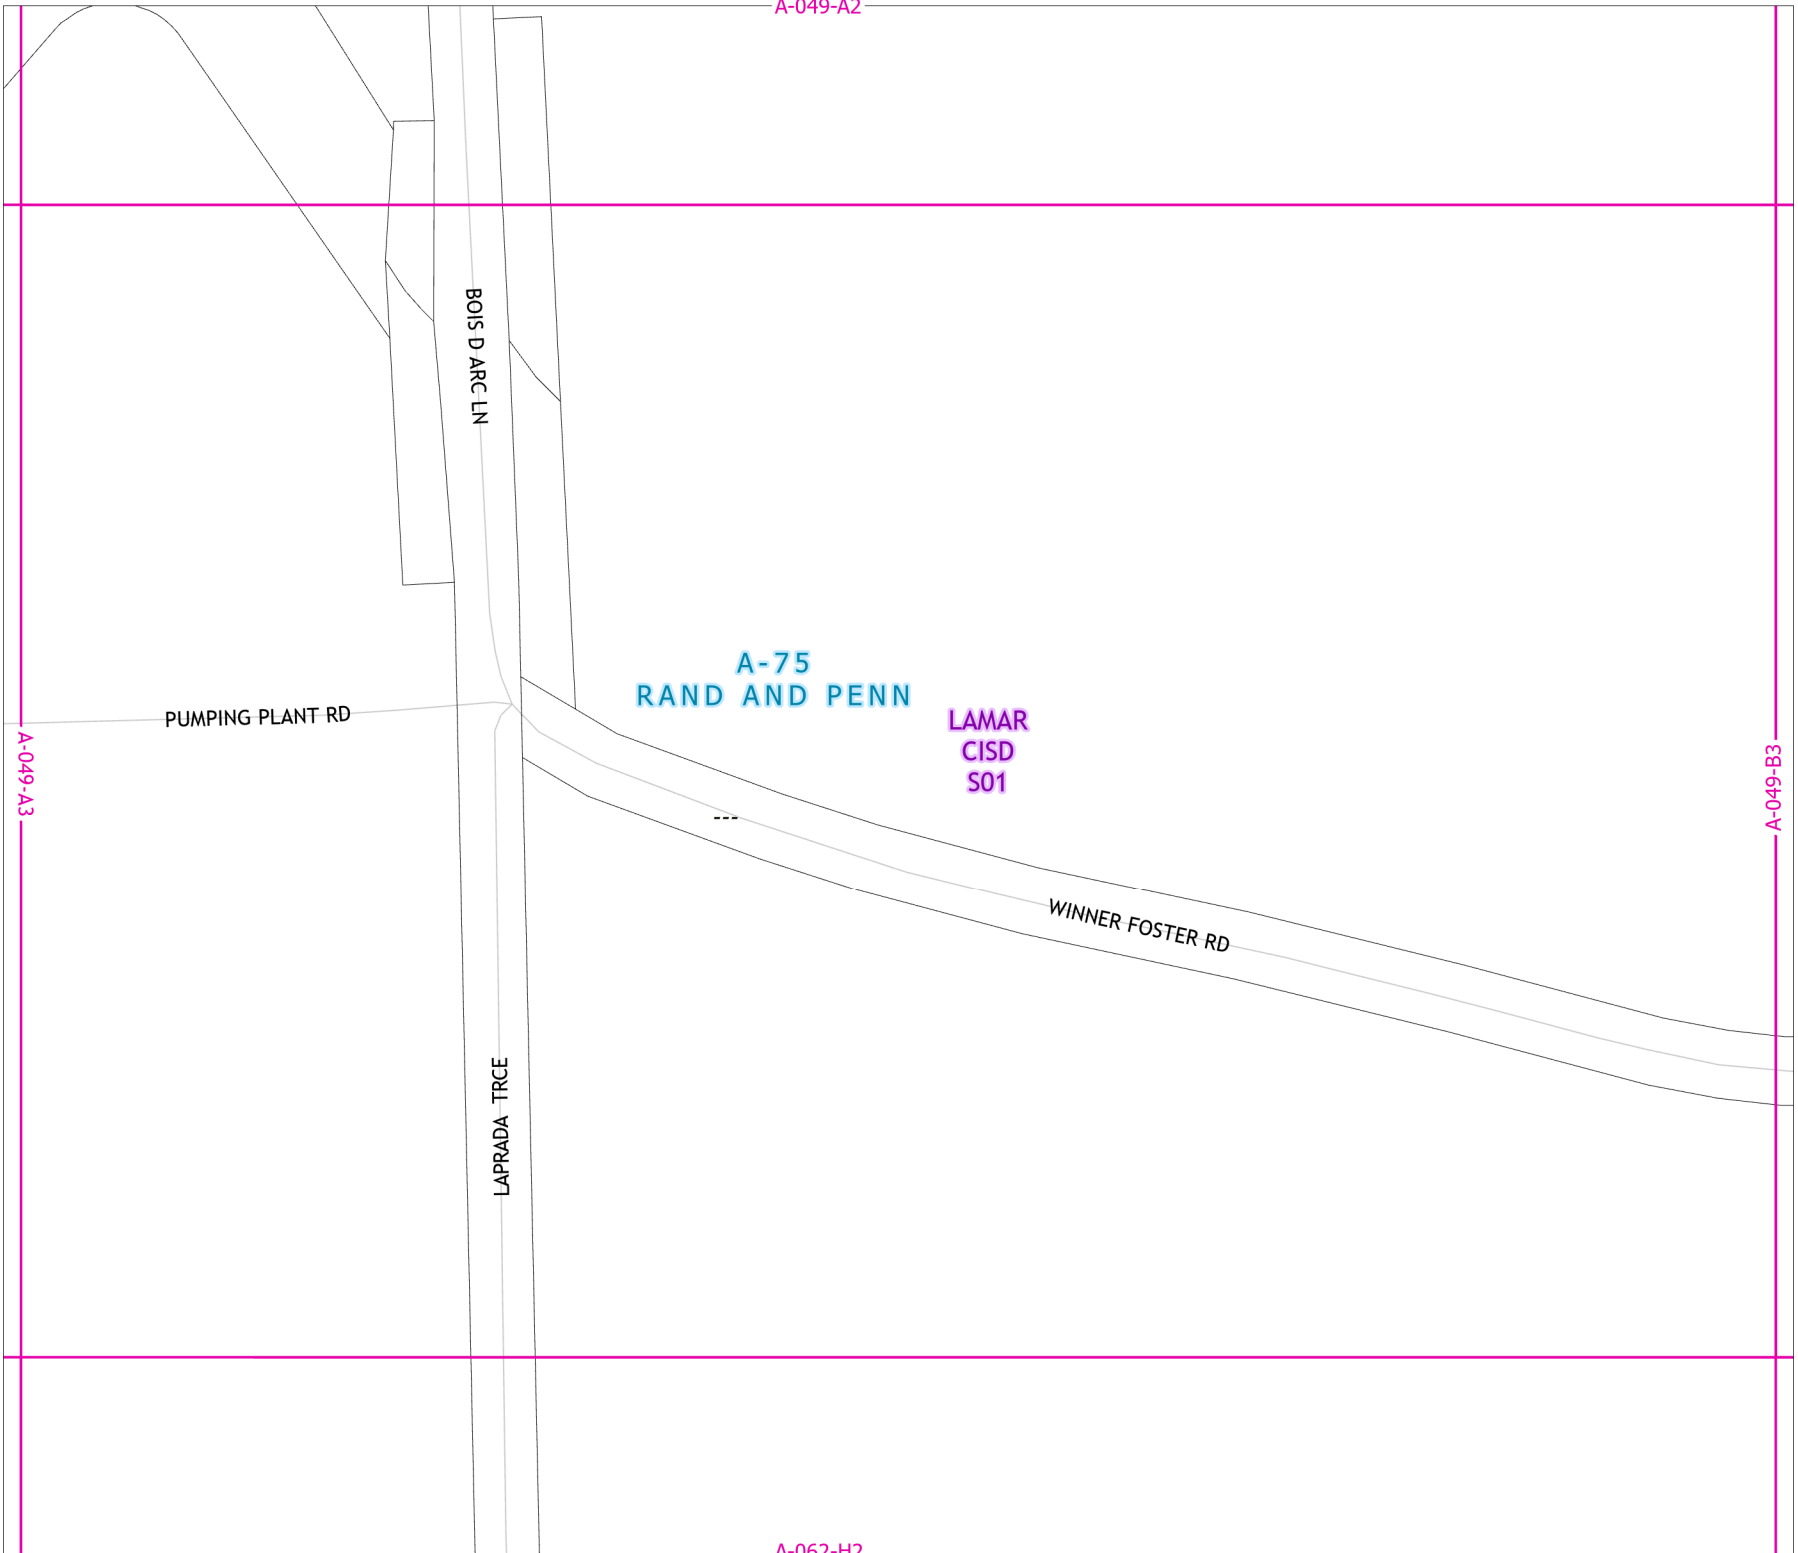 A-049-A2
BOIS D ARC LN
A-75
RAND AND PENN
PUMPING PLANT RD
LAMAR
CISD
S01
A-049-A3
A-049-B3
---
WINNER FOSTER RD
LAPRADA TRCE
A-062-H2